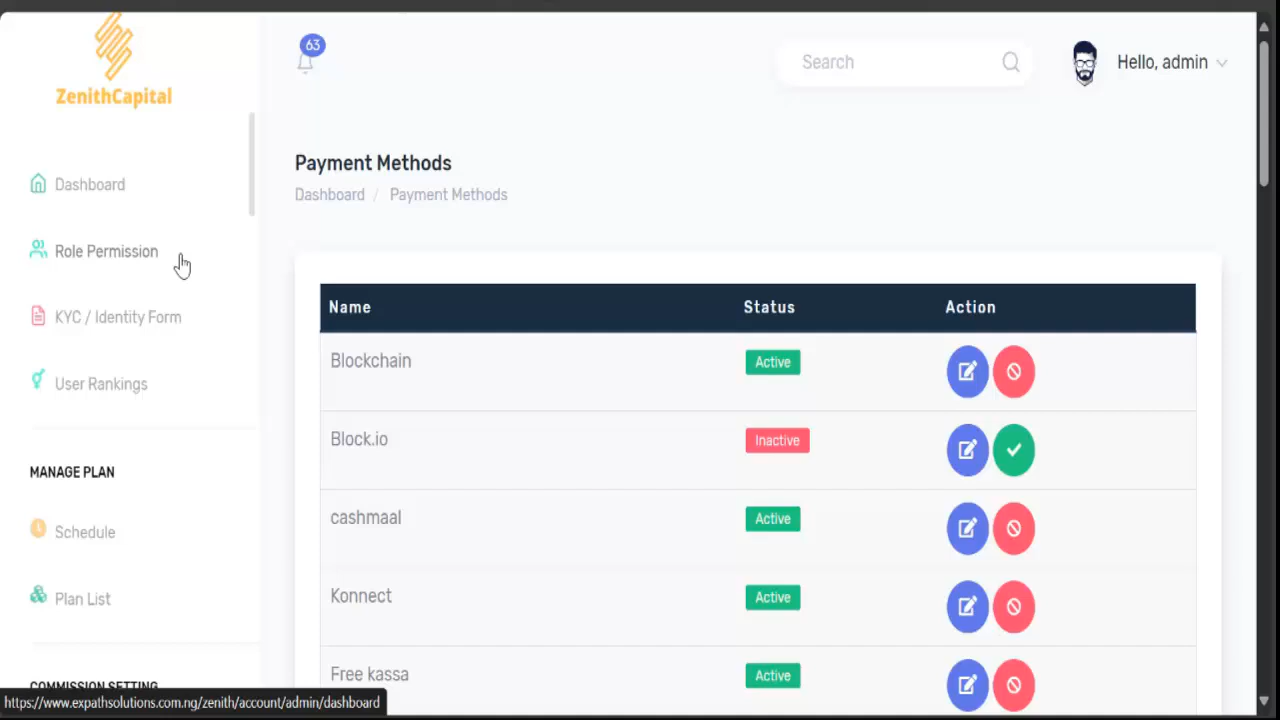 ZenithCapital
63
Search
Hello, admin
Payment Methods
Dashboard / Payment Methods
Dashboard
Role Permission
KYC / Identity Form
User Rankings
MANAGE PLAN
Schedule
Plan List
COMMISSION SETTING
Name Status Action
Blockchain Active
Block.io Inactive
cashmaal Active
Konnect Active
Free kassa Active
https://www.expathsolutions.com.ng/zenith/account/admin/dashboard